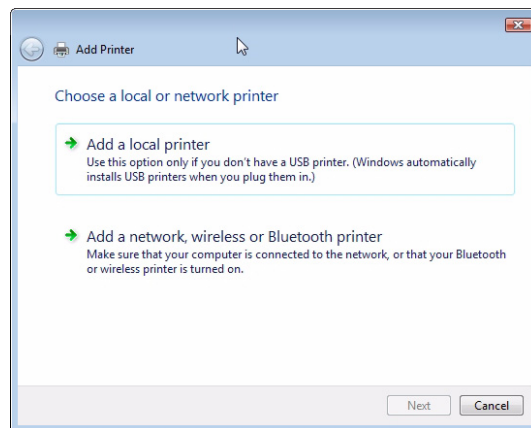 Add Printer
Choose a local or network printer
Add a local printer
Use this option only if you don't have a USB printer. (Windows automatically
installs USB printers when you plug them in.)
Add a network, wireless or Bluetooth printer
Make sure that your computer is connected to the network, or that your Bluetooth
or wireless printer is turned on.
Next
Cancel